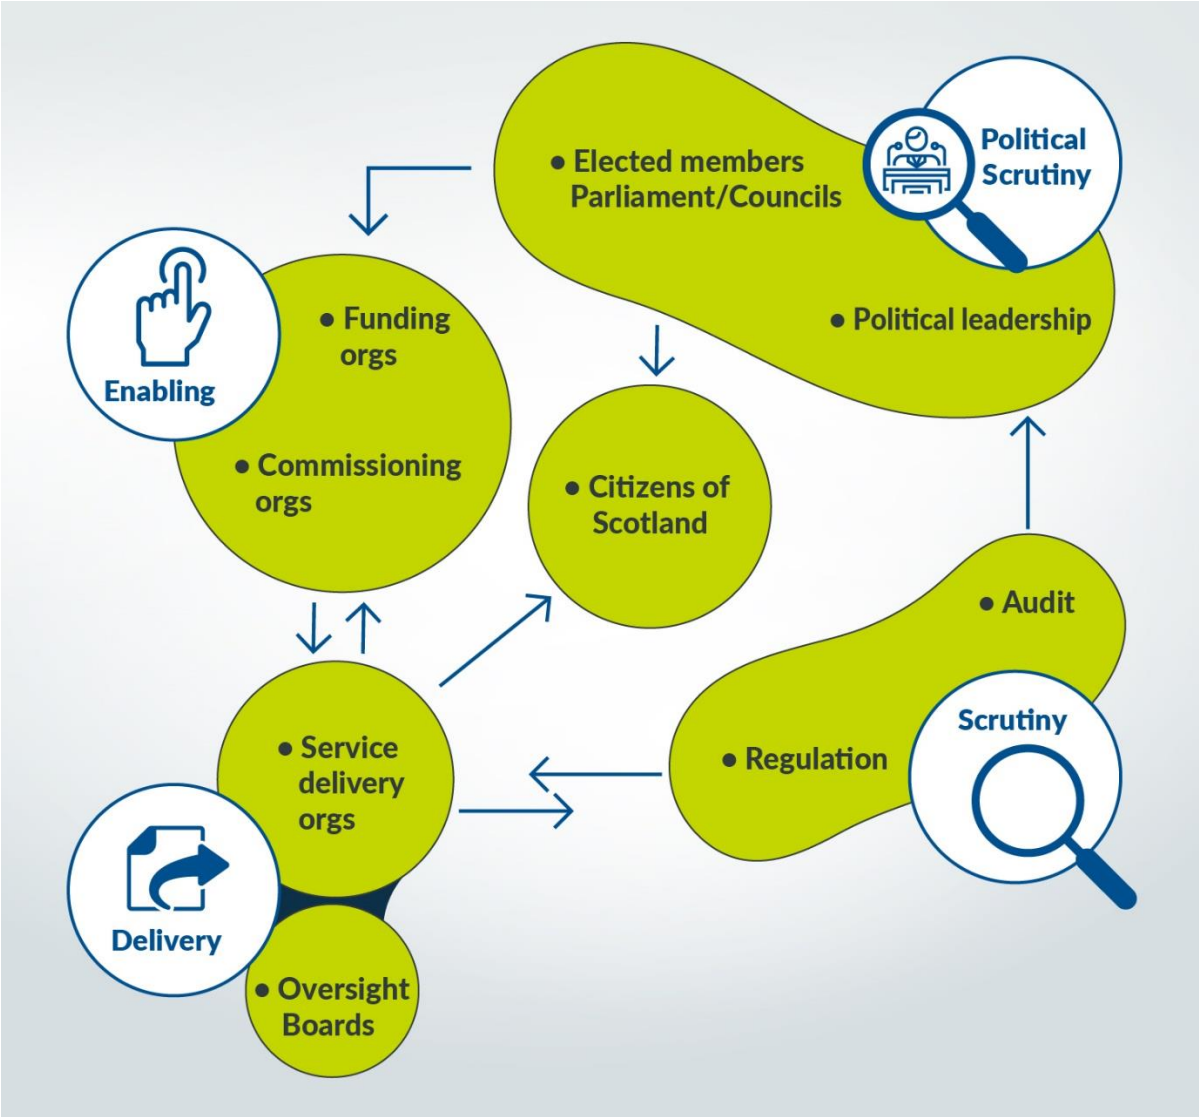 Political
Scrutiny
• Elected members
Parliament/Councils
• Political leadership
Enabling
• Funding
orgs
• Commissioning
orgs
• Citizens of
Scotland
• Audit
Scrutiny
• Regulation
• Service
delivery
orgs
Delivery
• Oversight
Boards